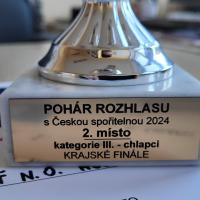 POHÁR ROZHLASU
s Českou spořitelnou 2024
2. místo
kategorie III. - chlapci
KRAJSKÉ FINÁLE
N.O.